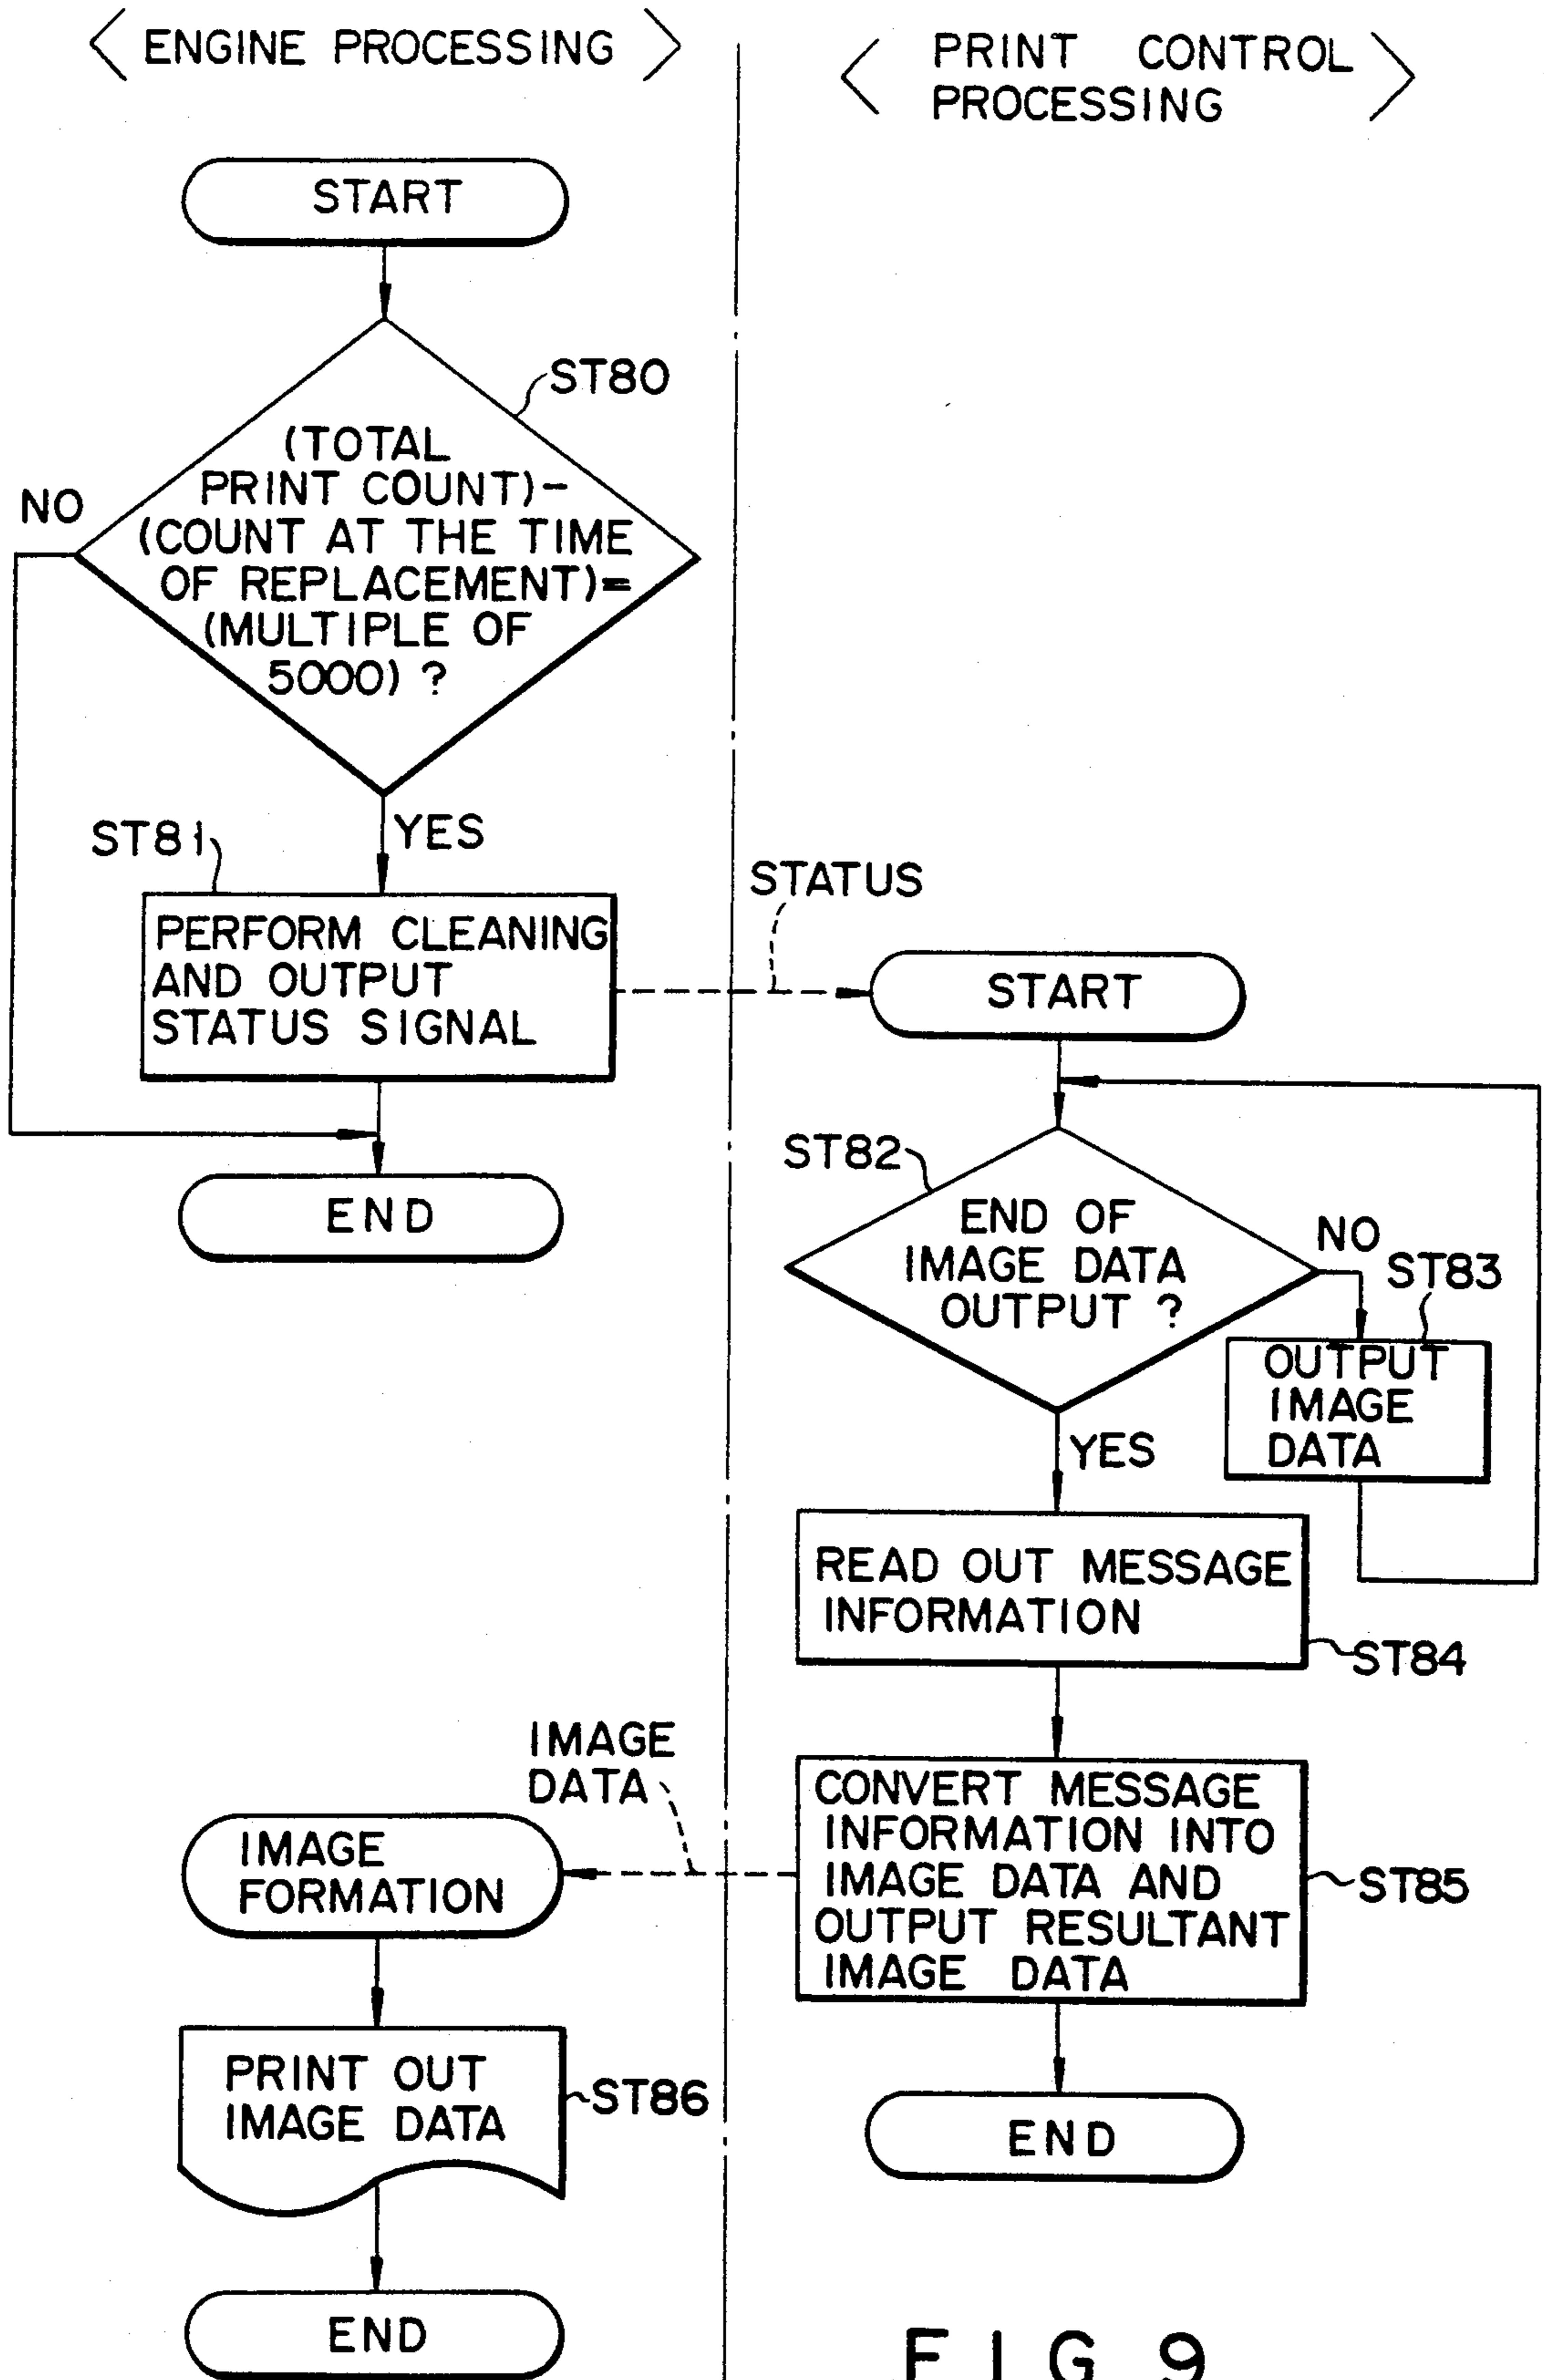 ENGINE PROCESSING
PRINT CONTROL
PROCESSING
START
ST80
(TOTAL
PRINT COUNT)-
(COUNT AT THE TIME
OF REPLACEMENT)=
(MULTIPLE OF
5000) ?
NO
YES
ST81
PERFORM CLEANING
AND OUTPUT
STATUS SIGNAL
END
STATUS
START
ST82
END OF
IMAGE DATA
OUTPUT ?
NO
ST83
OUTPUT
IMAGE
DATA
YES
READ OUT MESSAGE
INFORMATION
ST84
CONVERT MESSAGE
INFORMATION INTO
IMAGE DATA AND
OUTPUT RESULTANT
IMAGE DATA
ST85
END
IMAGE
DATA
IMAGE
FORMATION
PRINT OUT
IMAGE DATA
ST86
END
FIG 9